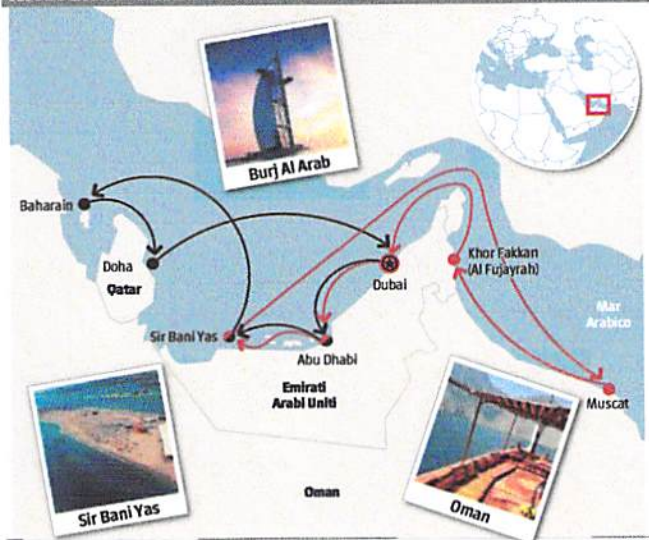 Burj Al Arab
Baharain
Doha
Qatar
Dubai
Khor Fakkan
(Al Fujayrah)
Mar
Arabico
Sir Bani Yas
Abu Dhabi
Emirati
Arabi Uniti
Muscat
Sir Bani Yas
Oman
Oman